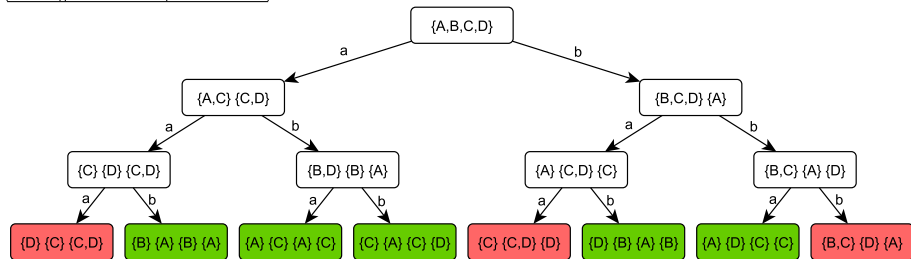 {A,B,C,D}
a
b
{A,C} {C,D}
{B,C,D} {A}
a
b
a
b
{C} {D} {C,D}
{B,D} {B} {A}
{A} {C,D} {C}
{B,C} {A} {D}
a
b
a
b
a
b
a
b
{D} {C} {C,D}
{B} {A} {B} {A}
{A} {C} {A} {C}
{C} {A} {C} {D}
{C} {C,D} {D}
{D} {B} {A} {B}
{A} {D} {C} {C}
{B,C} {D} {A}